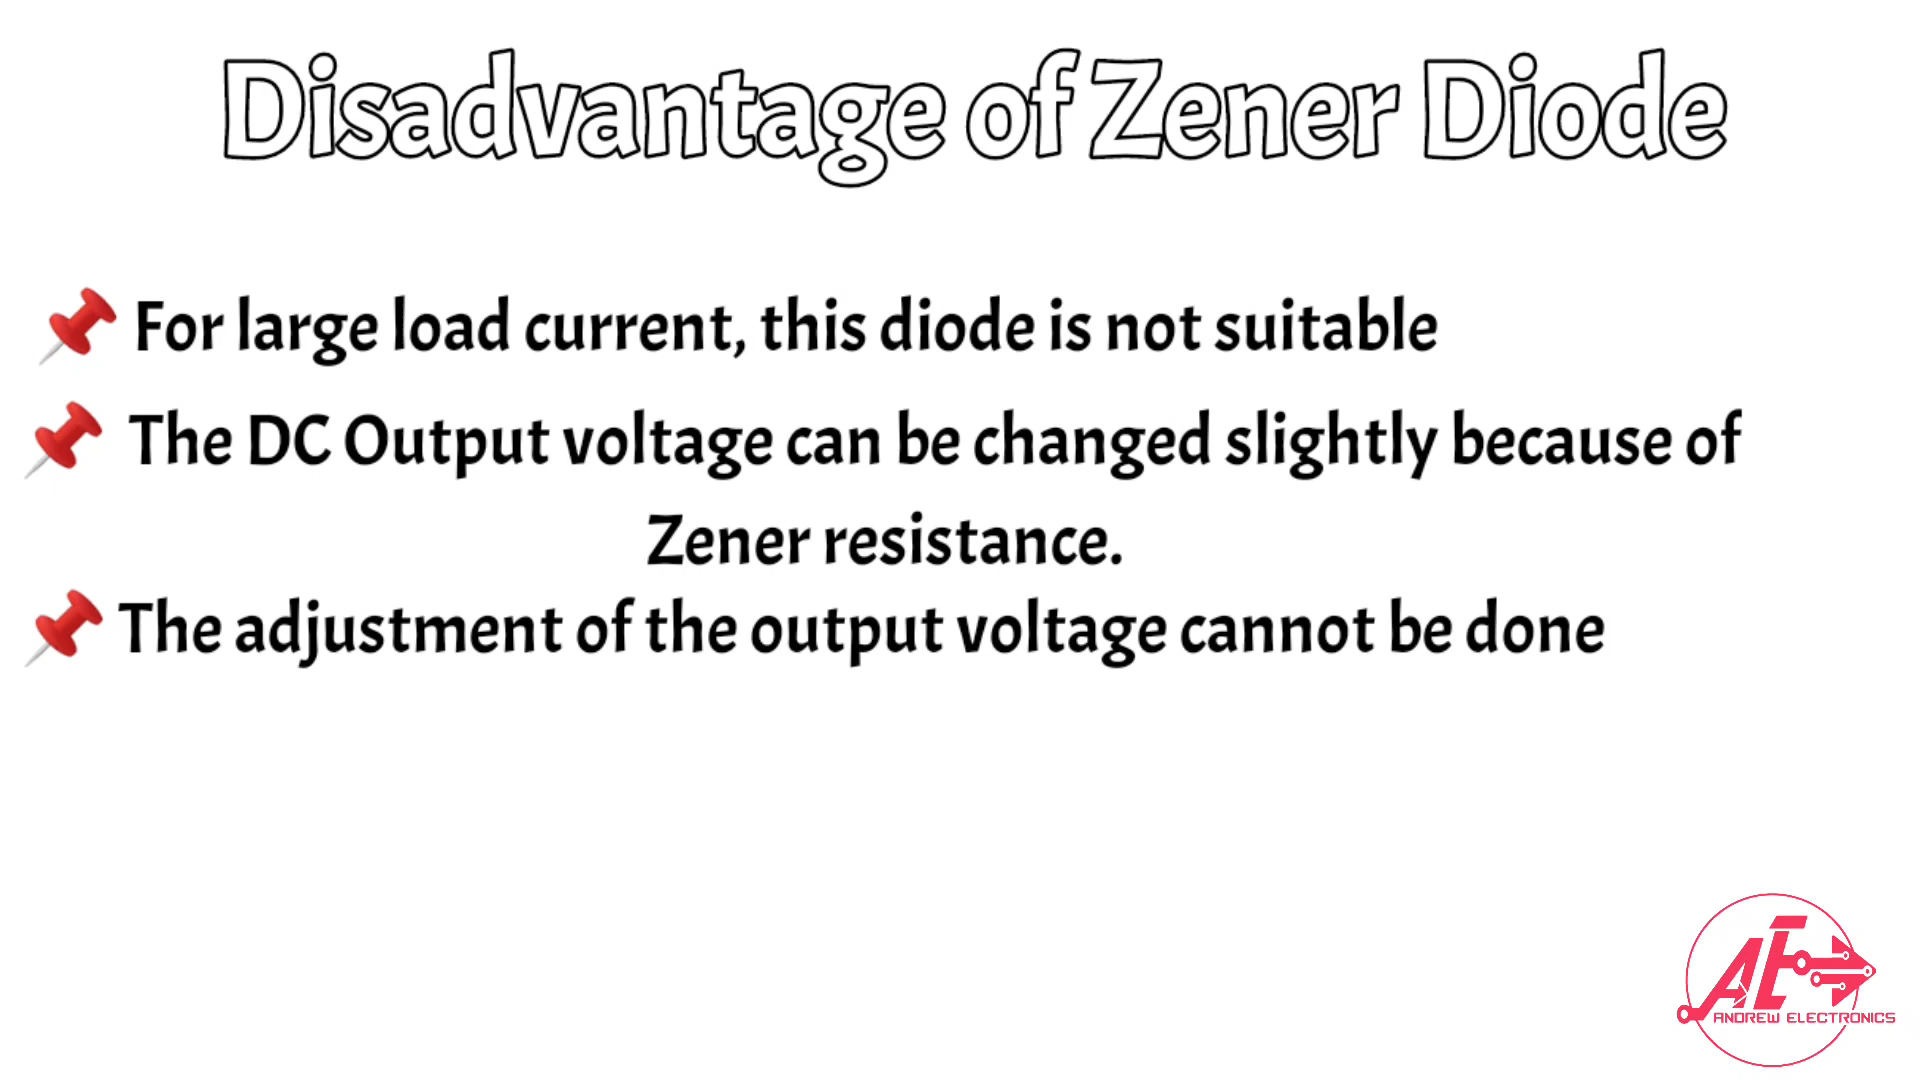 Disadvantage of Zener Diode
📌 For large load current, this diode is not suitable
📌 The DC Output voltage can be changed slightly because of
Zener resistance.
📌 The adjustment of the output voltage cannot be done
AE
ANDREW ELECTRONICS